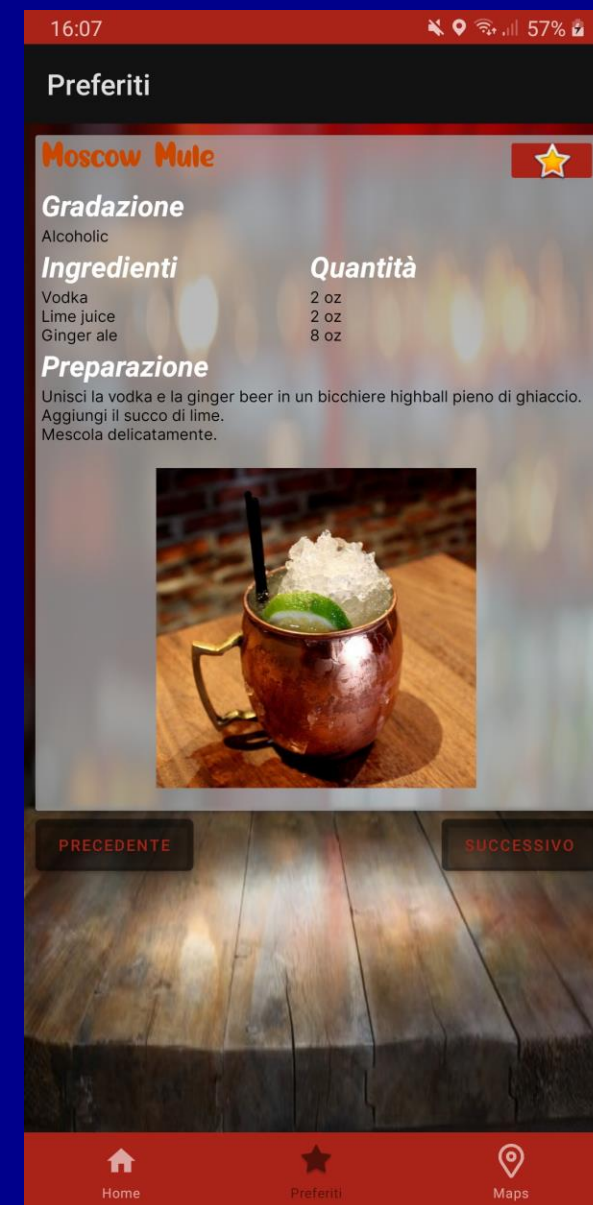 16:07
57%
Preferiti
Moscow Mule
Gradazione
Alcoholic
Ingredienti Quantità
Vodka 2 oz
Lime juice 2 oz
Ginger ale 8 oz
Preparazione
Unisci la vodka e la ginger beer in un bicchiere highball pieno di ghiaccio.
Aggiungi il succo di lime.
Mescola delicatamente.
PRECEDENTE SUCCESSIVO
Home Preferiti Maps